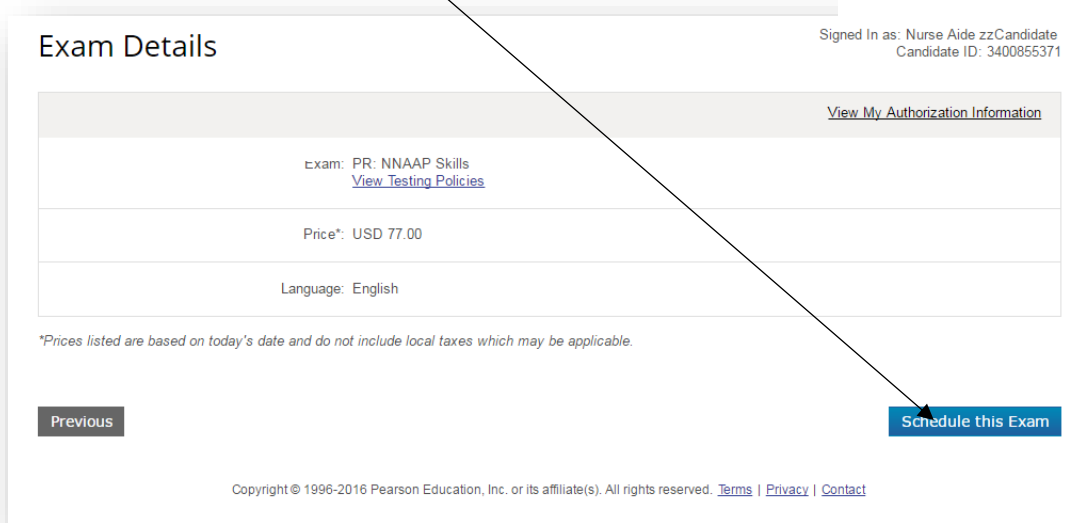 Exam Details
Signed In as: Nurse Aide zzCandidate
Candidate ID: 3400855371
View My Authorization Information
Exam: PR: NNAAP Skills
View Testing Policies
Price*: USD 77.00
Language: English
*Prices listed are based on today's date and do not include local taxes which may be applicable.
Previous
Schedule this Exam
Copyright © 1996-2016 Pearson Education, Inc. or its affiliate(s). All rights reserved. Terms | Privacy | Contact